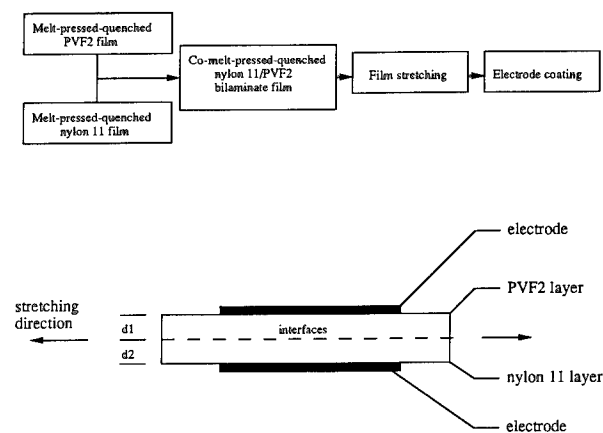 Melt-pressed-quenched
PVF2 film
Co-melt-pressed-quenched
nylon 11/PVF2
bilaminate film
Film stretching
Electrode coating
Melt-pressed-quenched
nylon 11 film
electrode
PVF2 layer
stretching
direction
d1
interfaces
d2
nylon 11 layer
electrode